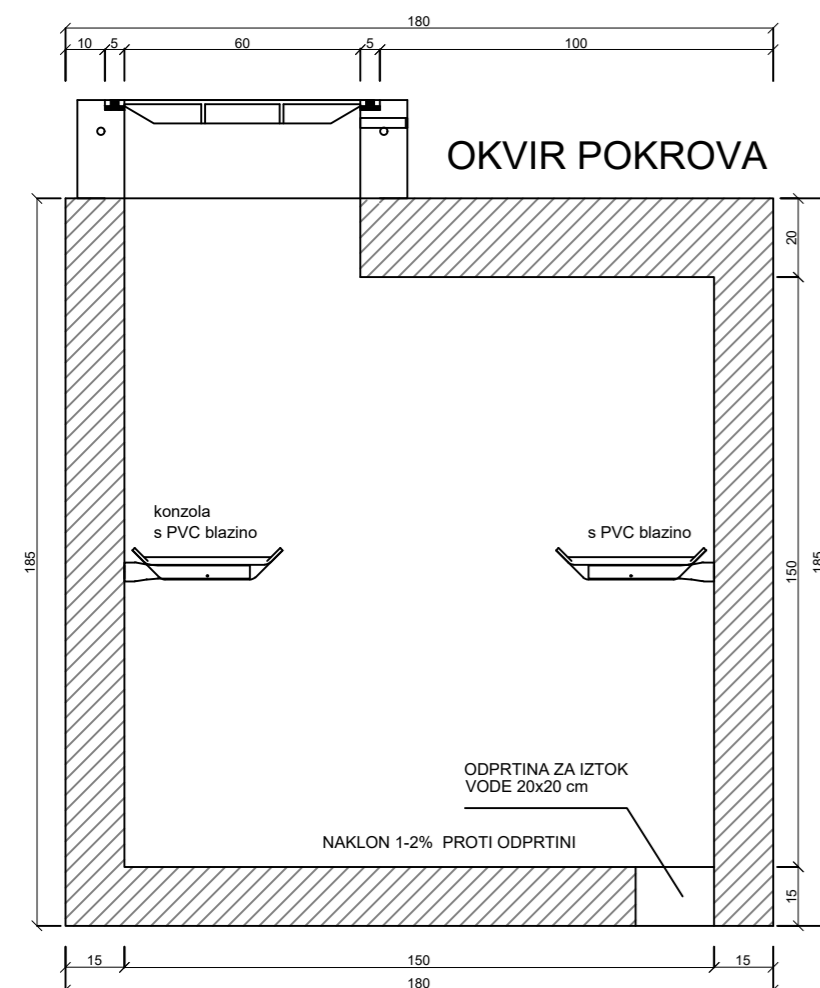 180
10 5 60 5 100
OKVIR POKROVA
20
konzola
s PVC blazino
s PVC blazino
185
150
185
ODPRTINA ZA IZTOK
VODE 20x20 cm
NAKLON 1-2% PROTI ODPRTINI
15
15 150 15
180